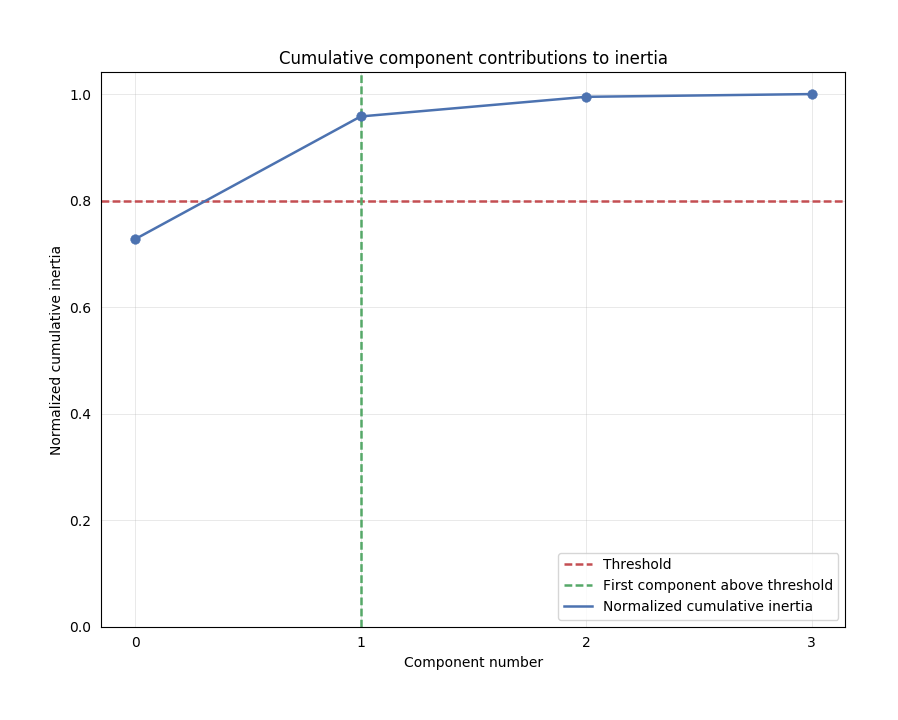 Cumulative component contributions to inertia
Normalized cumulative inertia
1.0
0.8
0.6
0.4
0.2
0.0
Threshold
First component above threshold
Normalized cumulative inertia
0 1 2 3
Component number